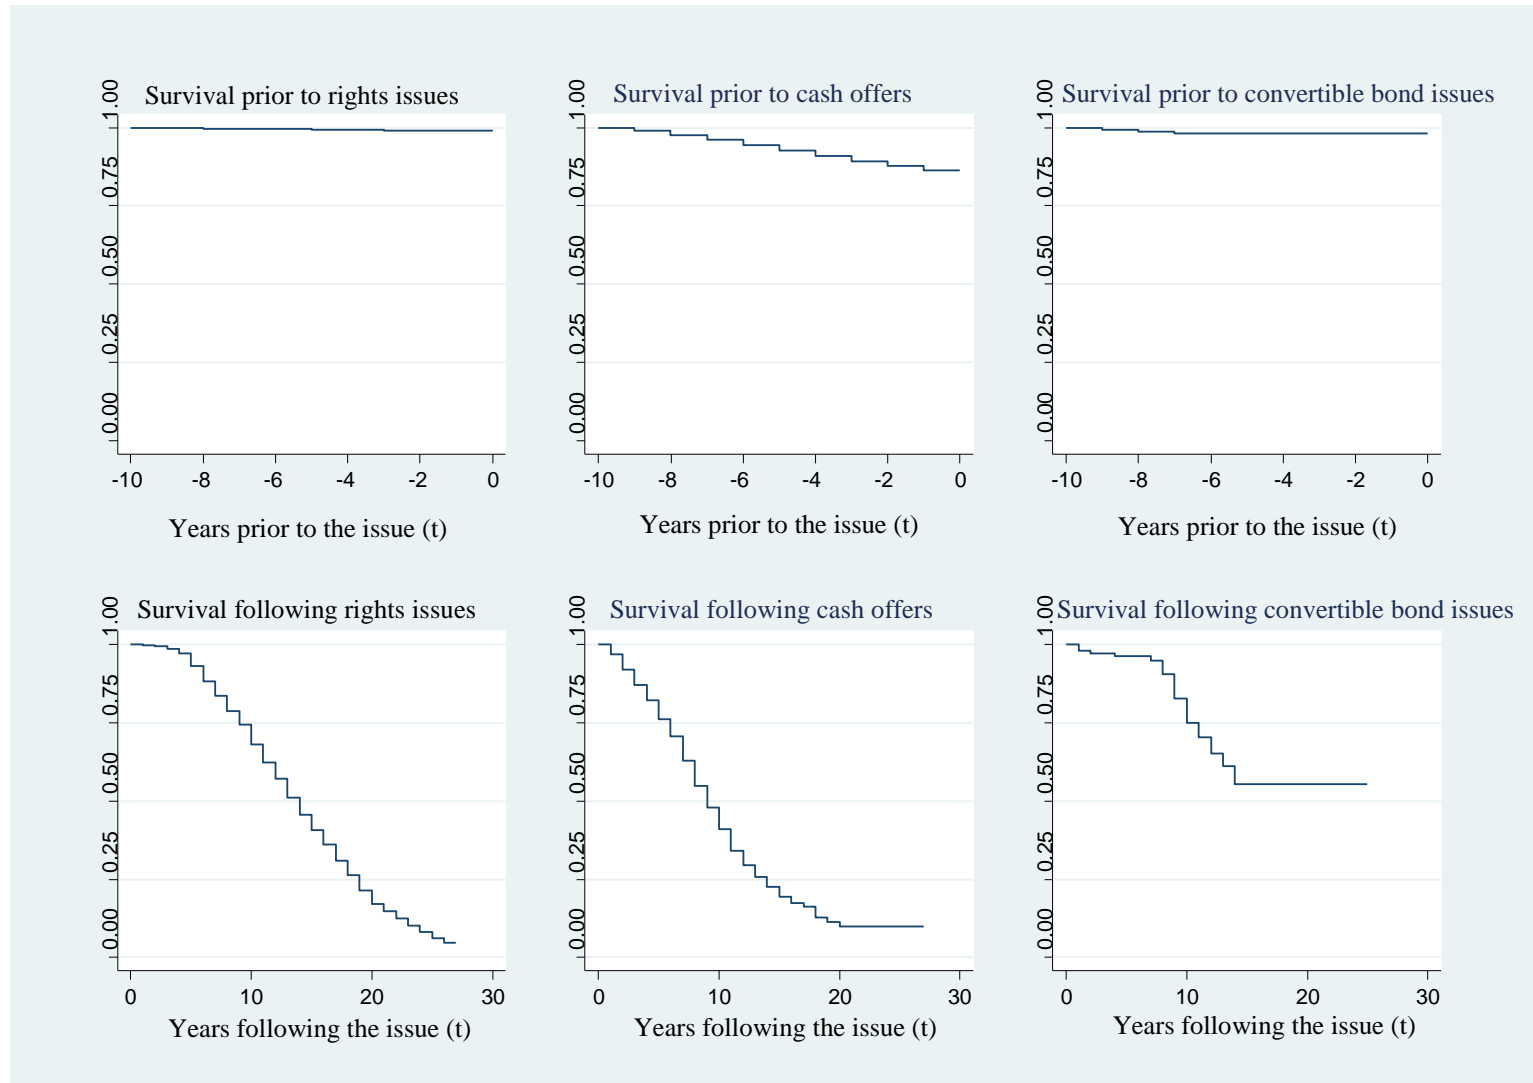 Survival prior to rights issues
1.00
0.75
0.50
0.25
0.00
-10 -8 -6 -4 -2 0
Years prior to the issue (t)
Survival prior to cash offers
1.00
0.75
0.50
0.25
0.00
-10 -8 -6 -4 -2 0
Years prior to the issue (t)
Survival prior to convertible bond issues
1.00
0.75
0.50
0.25
0.00
-10 -8 -6 -4 -2 0
Years prior to the issue (t)
Survival following rights issues
1.00
0.75
0.50
0.25
0.00
0 10 20 30
Years following the issue (t)
Survival following cash offers
1.00
0.75
0.50
0.25
0.00
0 10 20 30
Years following the issue (t)
Survival following convertible bond issues
1.00
0.75
0.50
0.25
0.00
0 10 20 30
Years following the issue (t)